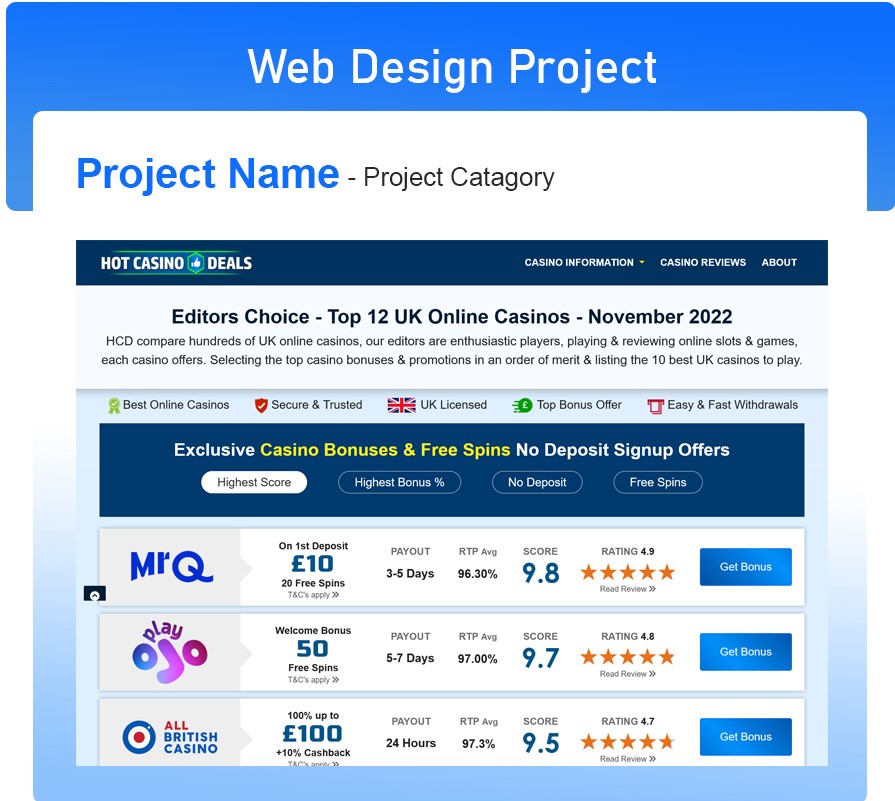 Web Design Project
Project Name - Project Catagory
HOT CASINO DEALS
CASINO INFORMATION
CASINO REVIEWS
ABOUT
Editors Choice - Top 12 UK Online Casinos - November 2022
HCD compare hundreds of UK online casinos, our editors are enthusiastic players, playing & reviewing online slots & games,
each casino offers. Selecting the top casino bonuses & promotions in an order of merit & listing the 10 best UK casinos to play.
Best Online Casinos
Secure & Trusted
UK Licensed
£
Top Bonus Offer
Easy & Fast Withdrawals
Exclusive Casino Bonuses & Free Spins No Deposit Signup Offers
Highest Score
Highest Bonus %
No Deposit
Free Spins
MrQ
On 1st Deposit
£10
20 Free Spins
T&C's apply »
PAYOUT
3-5 Days
RTP Avg
96.30%
SCORE
9.8
RATING 4.9
Read Review »
Get Bonus
play
OJO
Welcome Bonus
50
Free Spins
T&C's apply »
PAYOUT
5-7 Days
RTP Avg
97.00%
SCORE
9.7
RATING 4.8
Read Review »
Get Bonus
ALL
BRITISH
CASINO
100% up to
£100
+10% Cashback
T&C's apply »
PAYOUT
24 Hours
RTP Avg
97.3%
SCORE
9.5
RATING 4.7
Read Review »
Get Bonus